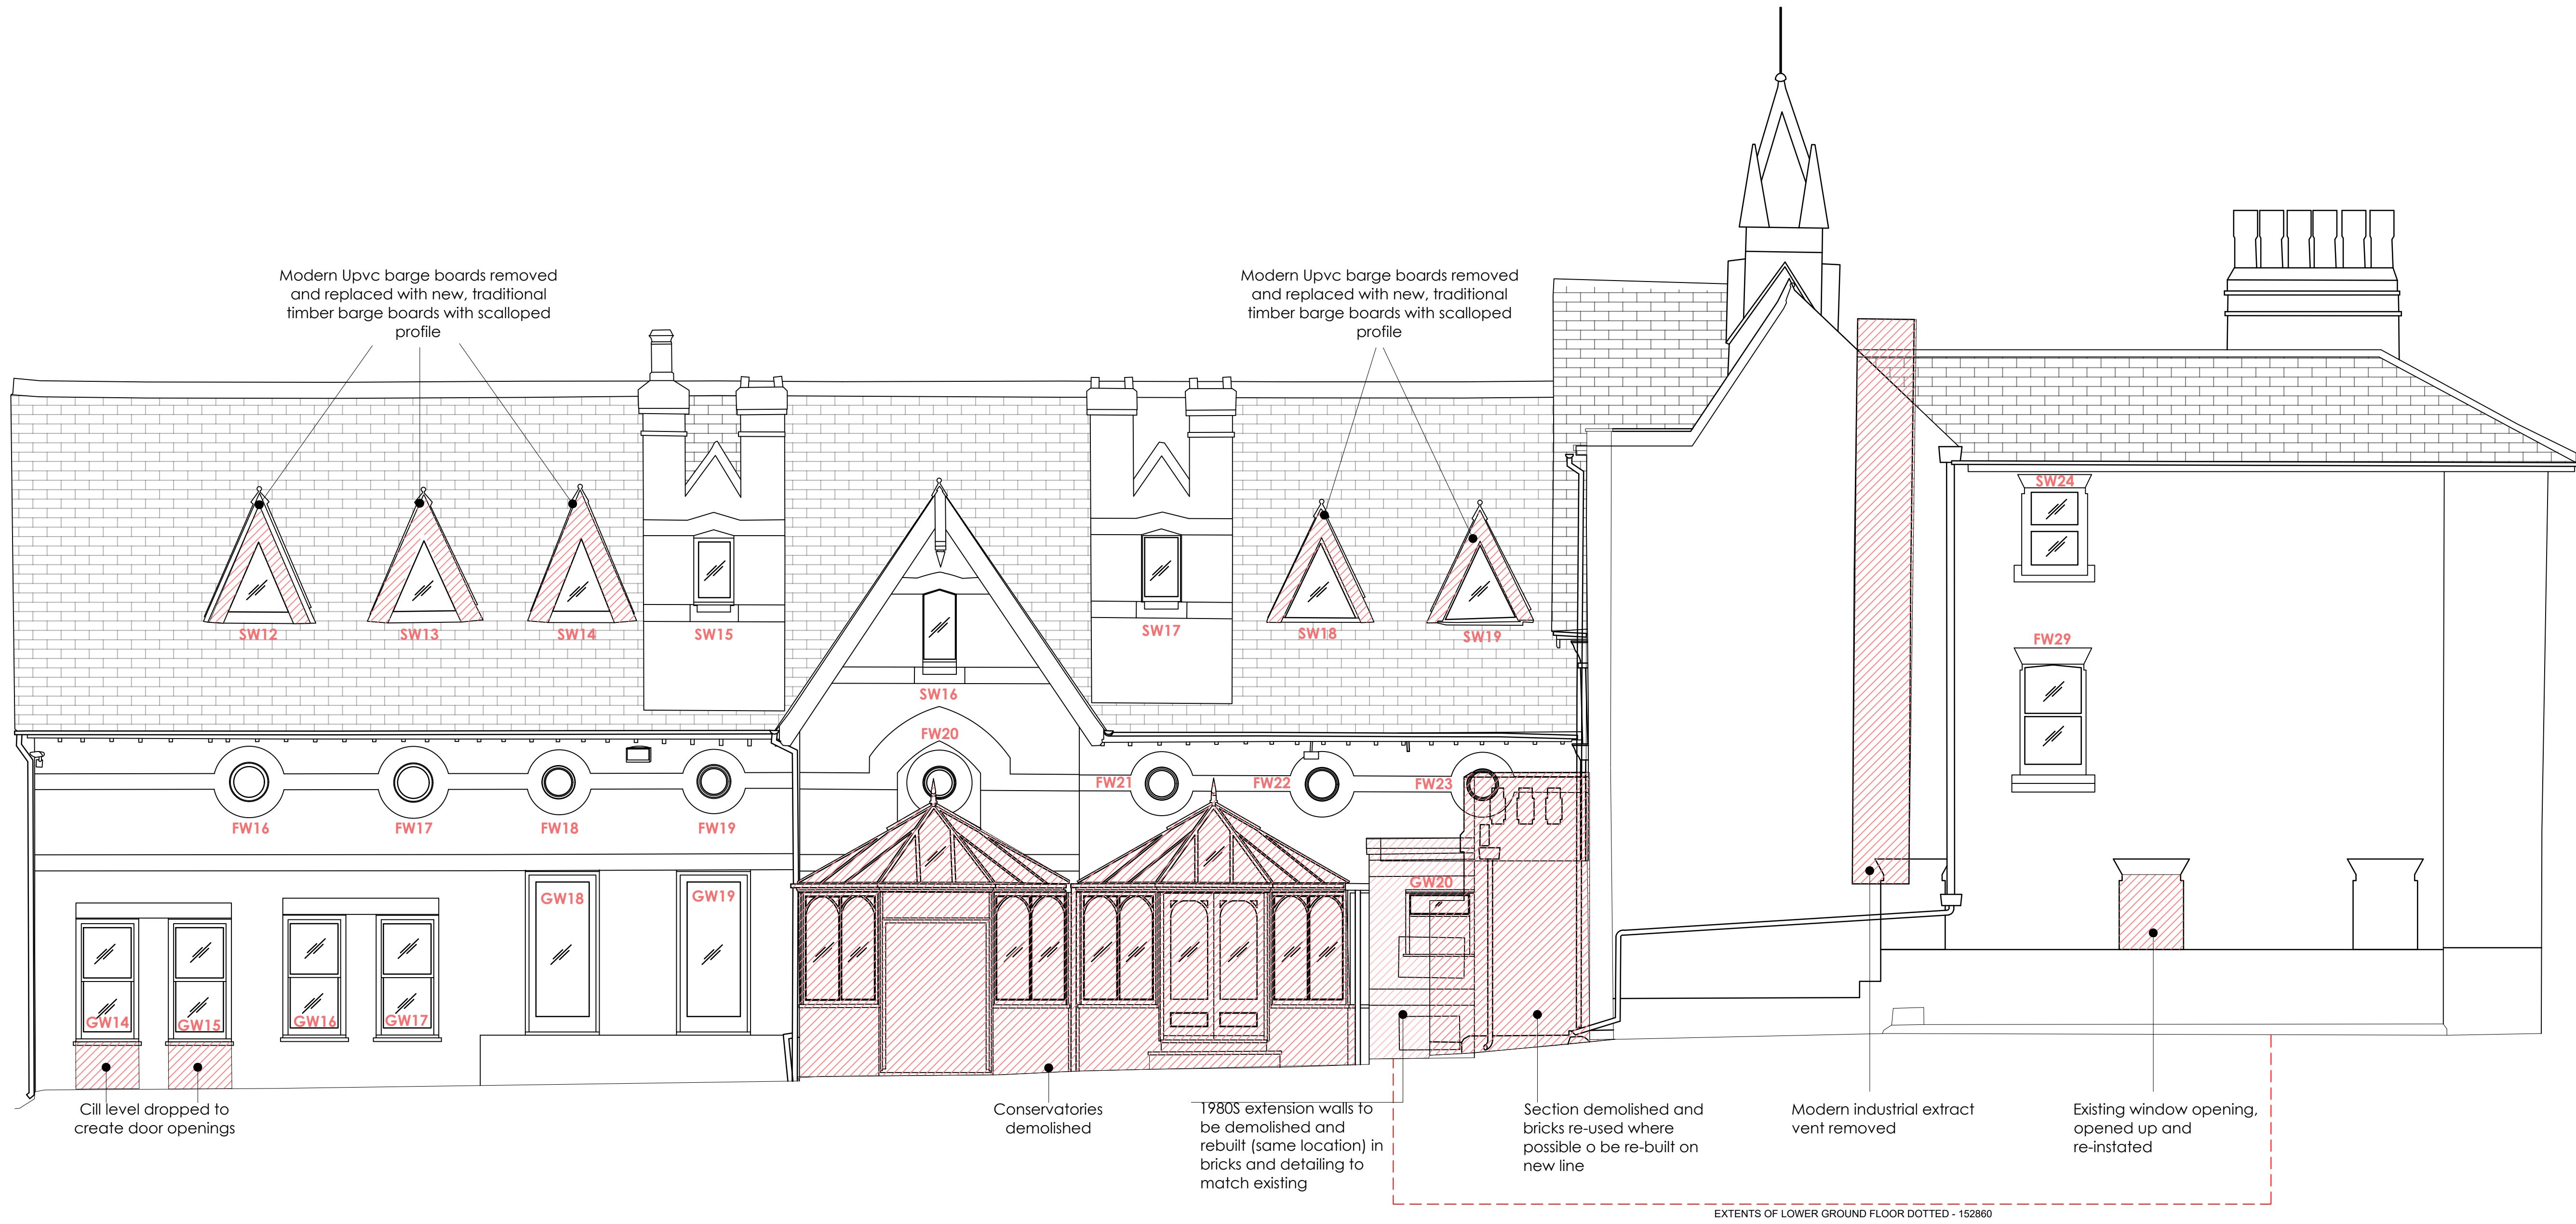 Modern Upvc barge boards removed
and replaced with new, traditional
timber barge boards with scalloped
profile
Modern Upvc barge boards removed
and replaced with new, traditional
timber barge boards with scalloped
profile
SW24
SW12
SW13
SW14
SW15
SW17
SW18
SW19
FW29
SW16
FW20
FW21
FW22
FW23
FW16
FW17
FW18
FW19
GW20
GW18
GW19
GW14
GW15
GW16
GW17
Cill level dropped to
create door openings
Conservatories
demolished
1980S extension walls to
be demolished and
rebuilt (same location) in
bricks and detailing to
match existing
Section demolished and
bricks re-used where
possible o be re-built on
new line
Modern industrial extract
vent removed
Existing window opening,
opened up and
re-instated
EXTENTS OF LOWER GROUND FLOOR DOTTED - 152860